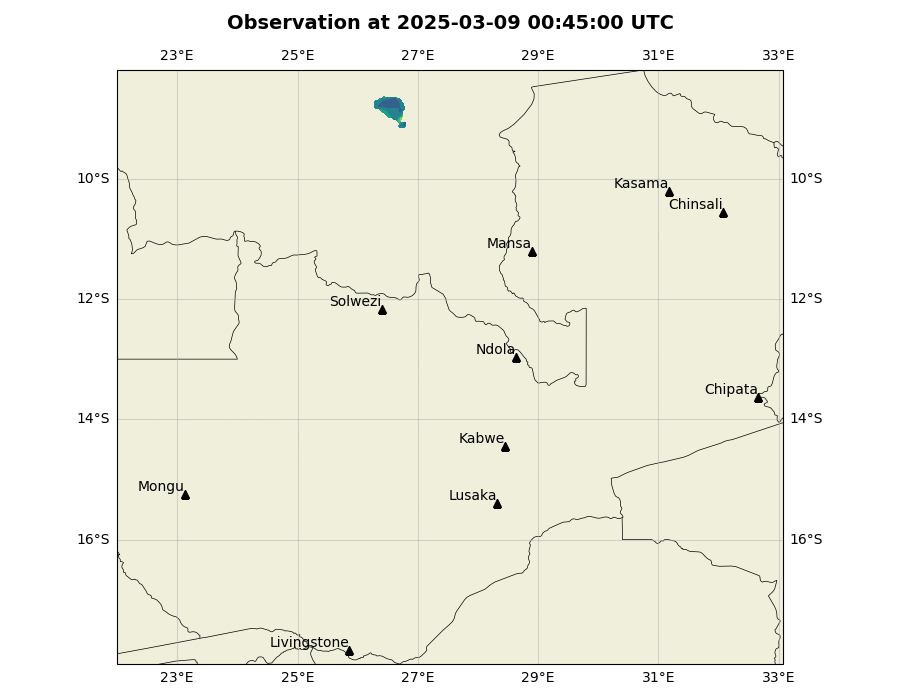 Observation at 2025-03-09 00:45:00 UTC
23°E 25°E 27°E 29°E 31°E 33°E
10°S 10°S
Kasama
Chinsali
Mansa
12°S 12°S
Solwezi
Ndola
Chipata
14°S 14°S
Kabwe
Mongu
Lusaka
16°S 16°S
Livingstone
23°E 25°E 27°E 29°E 31°E 33°E